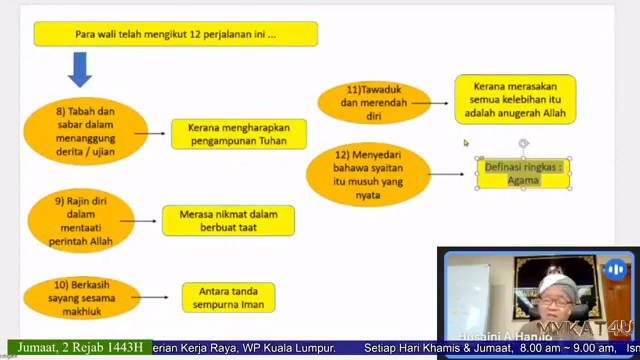 Para wali telah mengikut 12 perjalanan ini ...
8) Tabah dan
sabar dalam
menanggung
derita / ujian
Kerana mengharapkan
pengampunan Tuhan
9) Rajin diri
dalam
mentaati
perintah Allah
Merasa nikmat dalam
berbuat taat
10) Berkasih
sayang sesama
makhluk
Antara tanda
sempurna Iman
11)Tawaduk
dan merendah
diri
Kerana merasakan
semua kelebihan itu
adalah anugerah Allah
12) Menyedari
bahawa syaitan
itu musuh yang
nyata
Definasi ringkas :
Agama
Husaini A Hanjio
MYKAT4U
Jumaat, 2 Rejab 1443H
erian Kerja Raya, WP Kuala Lumpur.
Setiap Hari Khamis & Jumaat, 8.00 am ~ 9.00 am,